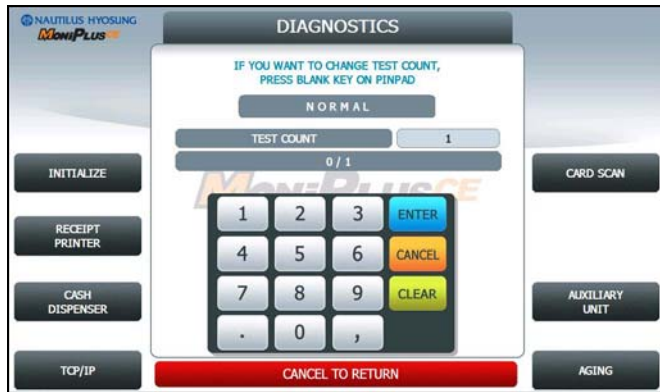 NAUTILUS HYOSUNG
MoniPlusCE
DIAGNOSTICS
IF YOU WANT TO CHANGE TEST COUNT,
PRESS BLANK KEY ON PINPAD
NORMAL
TEST COUNT 1
0 / 1
MoniPlusCE
INITIALIZE
RECEIPT
PRINTER
CASH
DISPENSER
TCP/IP
1 2 3 ENTER
4 5 6 CANCEL
7 8 9 CLEAR
. 0 ,
CARD SCAN
AUXILIARY
UNIT
AGING
CANCEL TO RETURN